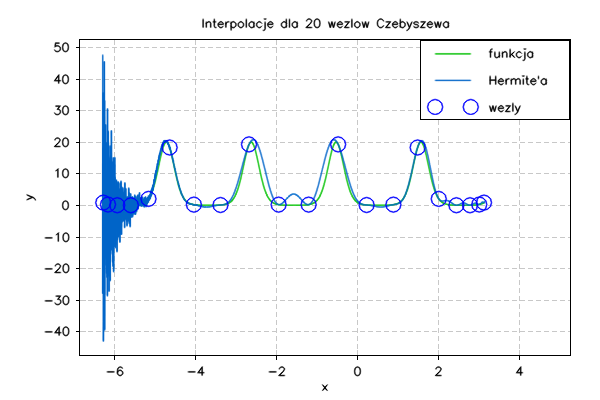 Interpolacje dla 20 wezlow Czebyszewa
funkcja
Hermite'a
wezly
50
40
30
20
10
0
−10
−20
−30
−40
y
−6 −4 −2 0 2 4
x